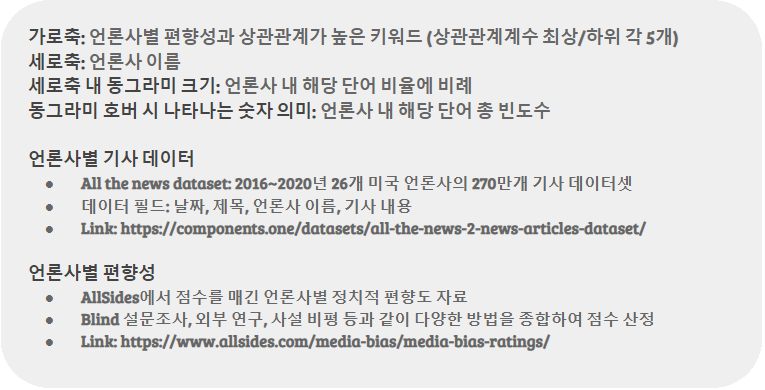 가로축: 언론사별 편향성과 상관관계가 높은 키워드 (상관관계계수 최상/하위 각 5개)
세로축: 언론사 이름
세로축 내 동그라미 크기: 언론사 내 해당 단어 비율에 비례
동그라미 호버 시 나타나는 숫자 의미: 언론사 내 해당 단어 총 빈도수
언론사별 기사 데이터
• All the news dataset: 2016~2020년 26개 미국 언론사의 270만개 기사 데이터셋
• 데이터 필드: 날짜, 제목, 언론사 이름, 기사 내용
• Link: https://components.one/datasets/all-the-news-2-news-articles-dataset/
언론사별 편향성
• AllSides에서 점수를 매긴 언론사별 정치적 편향도 자료
• Blind 설문조사, 외부 연구, 사설 비평 등과 같이 다양한 방법을 종합하여 점수 산정
• Link: https://www.allsides.com/media-bias/media-bias-ratings/